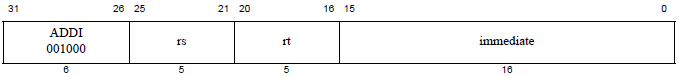 31 26 25 21 20 16 15 0
ADDI
001000 rs rt immediate
6 5 5 16